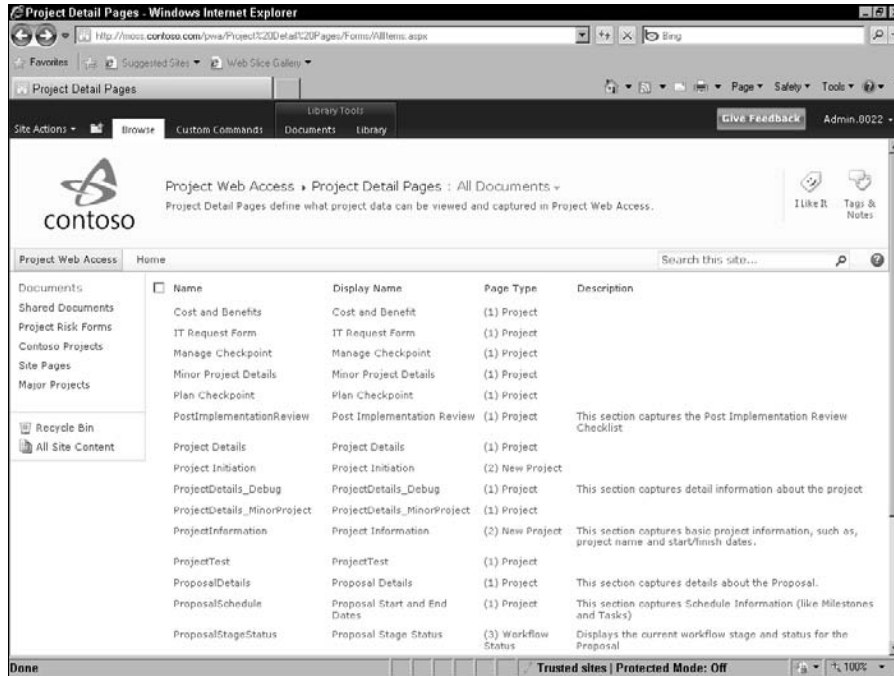 Project Detail Pages - Windows Internet Explorer
http://moss.contoso.com/pwa/Project%20Detail%20Pages/Forms/AllItems.aspx
Bing
Favorites Suggested Sites Web Slice Gallery
Project Detail Pages
Page Safety Tools
Library Tools
Site Actions Browse Custom Commands Documents Library
Give Feedback Admin.0022
contoso
Project Web Access Project Detail Pages : All Documents
Project Detail Pages define what project data can be viewed and captured in Project Web Access.
I Like It
Tags & Notes
Project Web Access Home
Search this site...
Documents
Shared Documents
Project Risk Forms
Contoso Projects
Site Pages
Major Projects
Recycle Bin
All Site Content
Name Display Name Page Type Description
Cost and Benefits Cost and Benefit (1) Project
IT Request Form IT Request Form (1) Project
Manage Checkpoint Manage Checkpoint (1) Project
Minor Project Details Minor Project Details (1) Project
Plan Checkpoint Plan Checkpoint (1) Project
PostImplementationReview Post Implementation Review (1) Project This section captures the Post Implementation Review
Checklist
Project Details Project Details (1) Project
Project Initiation Project Initiation (2) New Project
ProjectDetails_Debug ProjectDetails_Debug (1) Project This section captures detail information about the project
ProjectDetails_MinorProject ProjectDetails_MinorProject (1) Project
ProjectInformation Project Information (2) New Project This section captures basic project information, such as,
project name and start/finish dates.
ProjectTest ProjectTest (1) Project
ProposalDetails Proposal Details (1) Project This section captures details about the Proposal.
ProposalSchedule Proposal Start and End (1) Project This section captures Schedule Information (like Milestones
Dates and Tasks)
ProposalStageStatus Proposal Stage Status (3) Workflow Displays the current workflow stage and status for the
Status Proposal
Done Trusted sites | Protected Mode: Off 100%